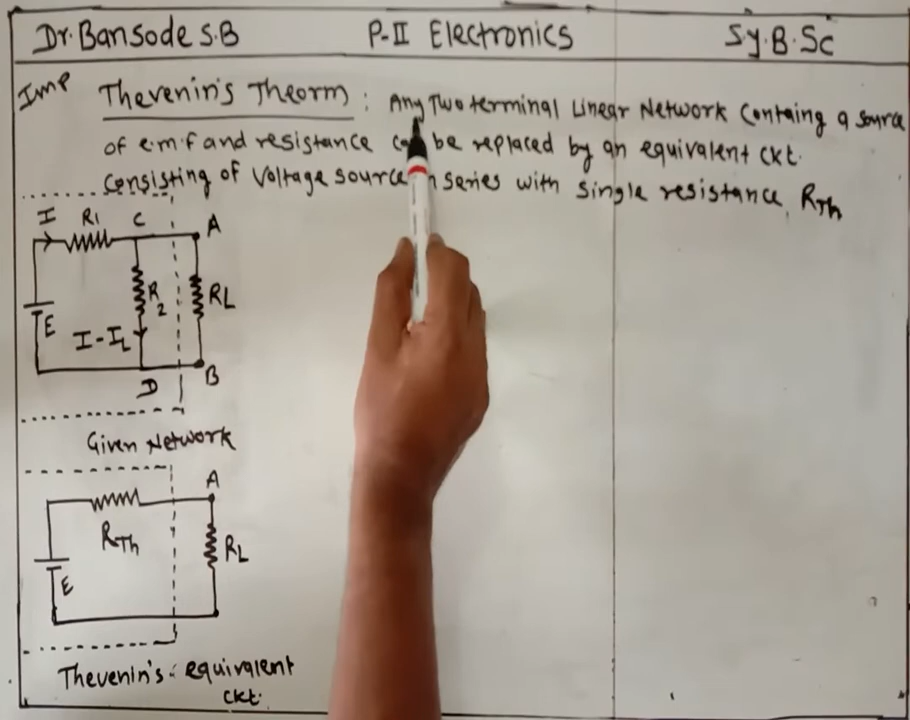 Dr. Bansode S.B P-II Electronics S.y.B.Sc
Imp Thevenin's Theorm : Any Two terminal Linear Network Containg a source
of e.m.f and resistance be replaced by an equivalent ckt.
consisting of Voltage source in series with single resistance, RTh
I R1 C A
E R2 RL
I-IL
D B
Given Network
A
RTh RL
E
Thevenin's equivalent
ckt.